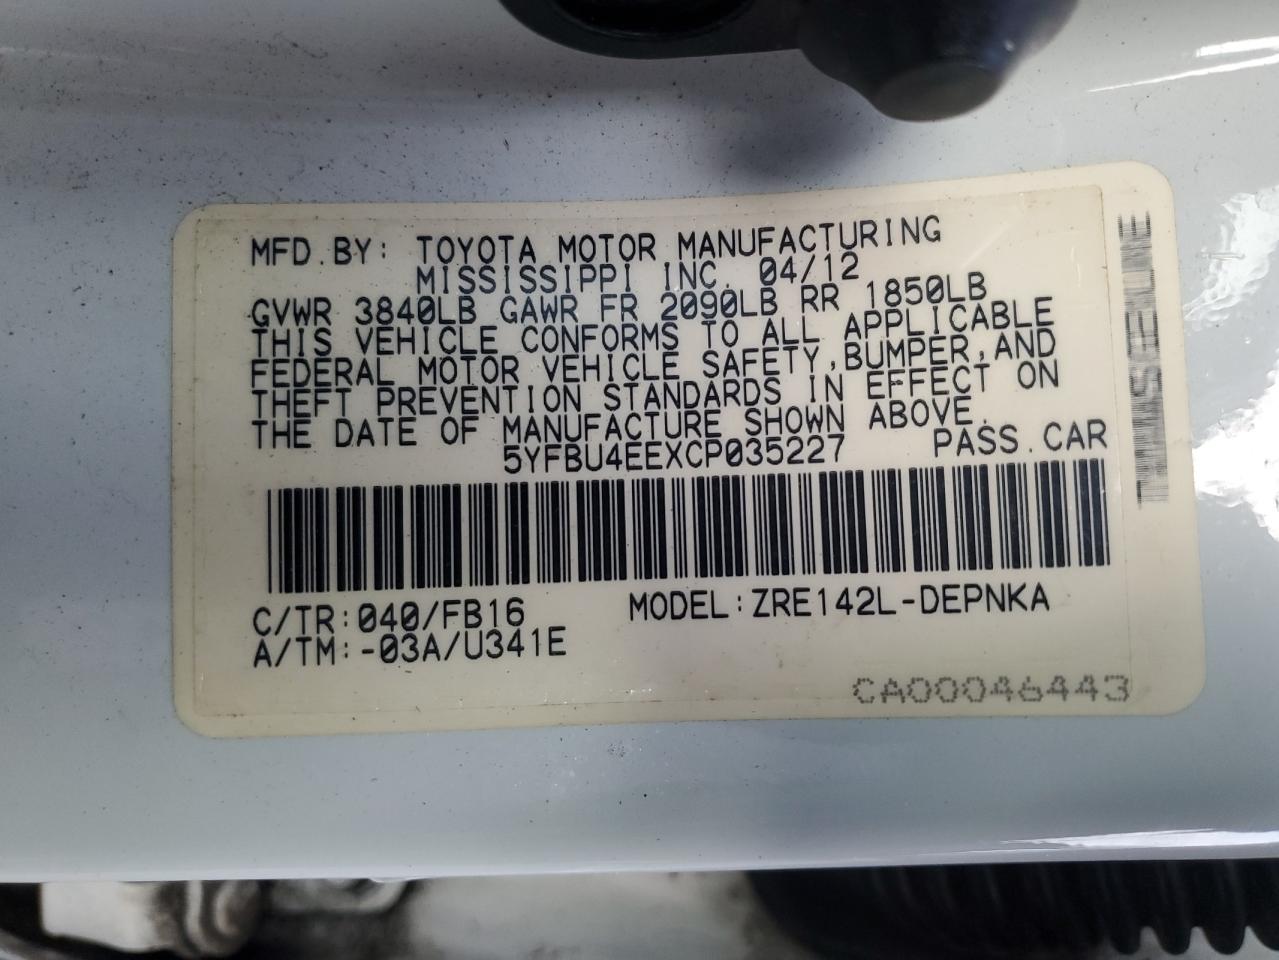 MFD. BY: TOYOTA MOTOR MANUFACTURING
MISSISSIPPI INC. 04/12
GVWR 3840LB GAWR FR 2090LB RR 1850LB
THIS VEHICLE CONFORMS TO ALL APPLICABLE
FEDERAL MOTOR VEHICLE SAFETY, BUMPER, AND
THEFT PREVENTION STANDARDS IN EFFECT ON
THE DATE OF MANUFACTURE SHOWN ABOVE.
5YFBU4EEXCP035227 PASS. CAR
C/TR:040/FB16 MODEL:ZRE142L-DEPNKA
A/TM:-03A/U341E
CA00046443